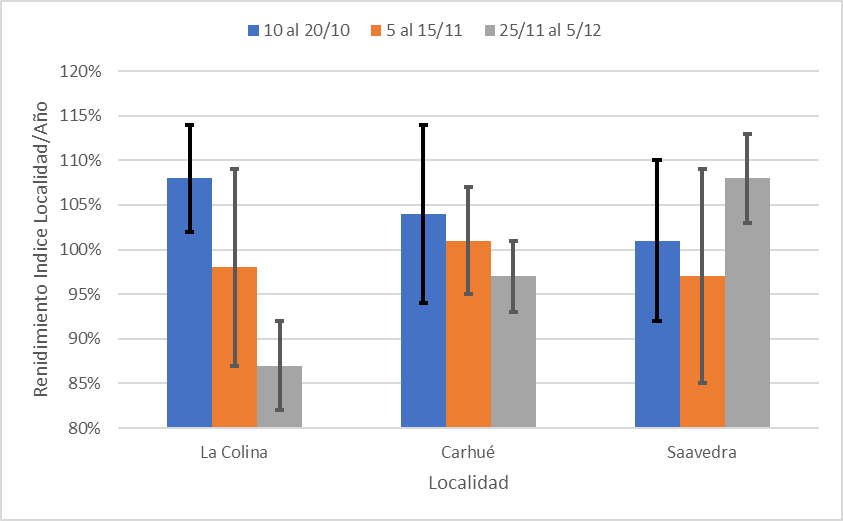 10 al 20/10 5 al 15/11 25/11 al 5/12
120%
115%
110%
105%
100%
95%
90%
85%
80%
Renidimiento Indice Localidad/Año
La Colina Carhué Saavedra
Localidad